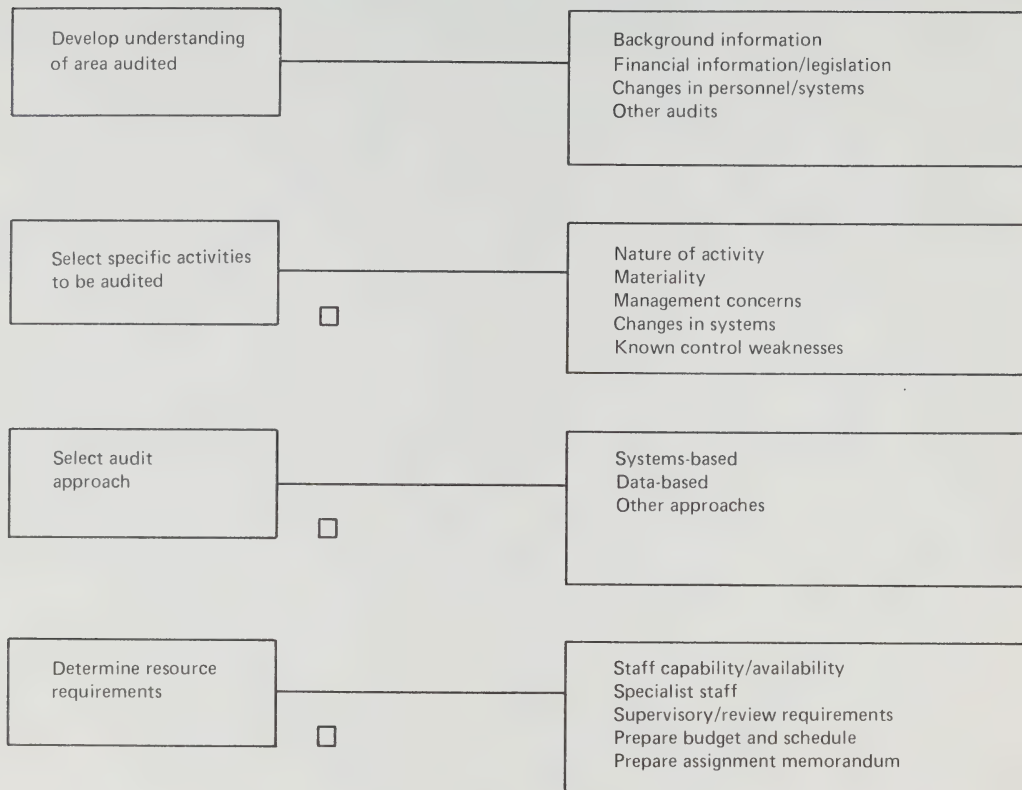 Develop understanding
of area audited
Background information
Financial information/legislation
Changes in personnel/systems
Other audits
Select specific activities
to be audited
Nature of activity
Materiality
Management concerns
Changes in systems
Known control weaknesses
Select audit
approach
Systems-based
Data-based
Other approaches
Determine resource
requirements
Staff capability/availability
Specialist staff
Supervisory/review requirements
Prepare budget and schedule
Prepare assignment memorandum